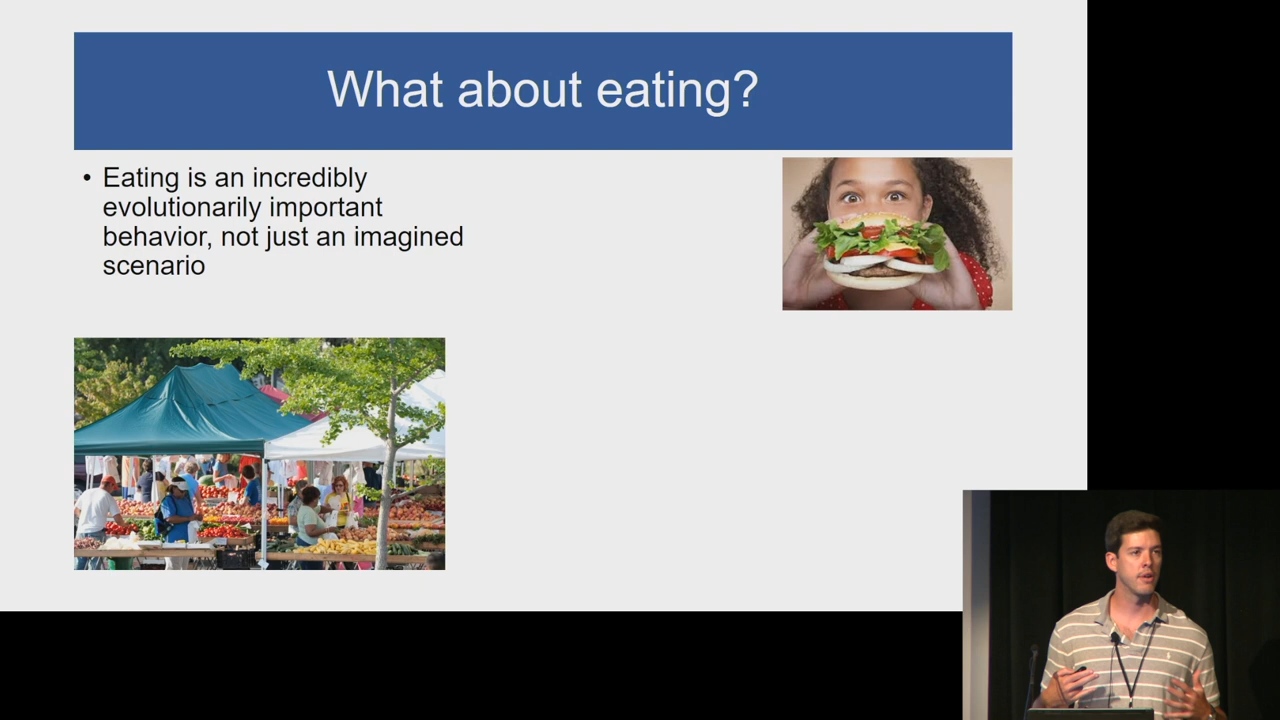 What about eating?
• Eating is an incredibly
evolutionarily important
behavior, not just an imagined
scenario